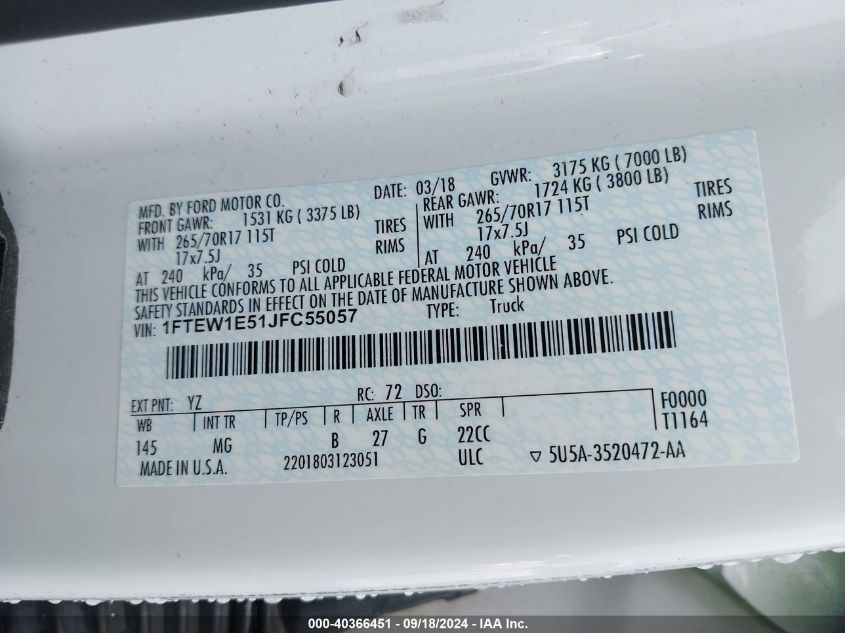 MFD. BY FORD MOTOR CO. DATE: 03/18 GVWR: 3175 KG ( 7000 LB)
FRONT GAWR: 1531 KG ( 3375 LB) REAR GAWR: 1724 KG ( 3800 LB)
WITH 265/70R17 115T TIRES WITH 265/70R17 115T TIRES
17x7.5J RIMS 17x7.5J RIMS
AT 240 kPa/ 35 PSI COLD AT 240 kPa/ 35 PSI COLD
THIS VEHICLE CONFORMS TO ALL APPLICABLE FEDERAL MOTOR VEHICLE
SAFETY STANDARDS IN EFFECT ON THE DATE OF MANUFACTURE SHOWN ABOVE.
VIN: 1FTEW1E51JFC55057 TYPE: Truck
EXT PNT: YZ RC: 72 DSO: F0000
WB INT TR TP/PS R AXLE TR SPR T1164
145 MG B 27 G 22CC
MADE IN U.S.A. 2201803123051 ULC ▽ 5U5A-3520472-AA
000-40366451 - 09/18/2024 - IAA Inc.